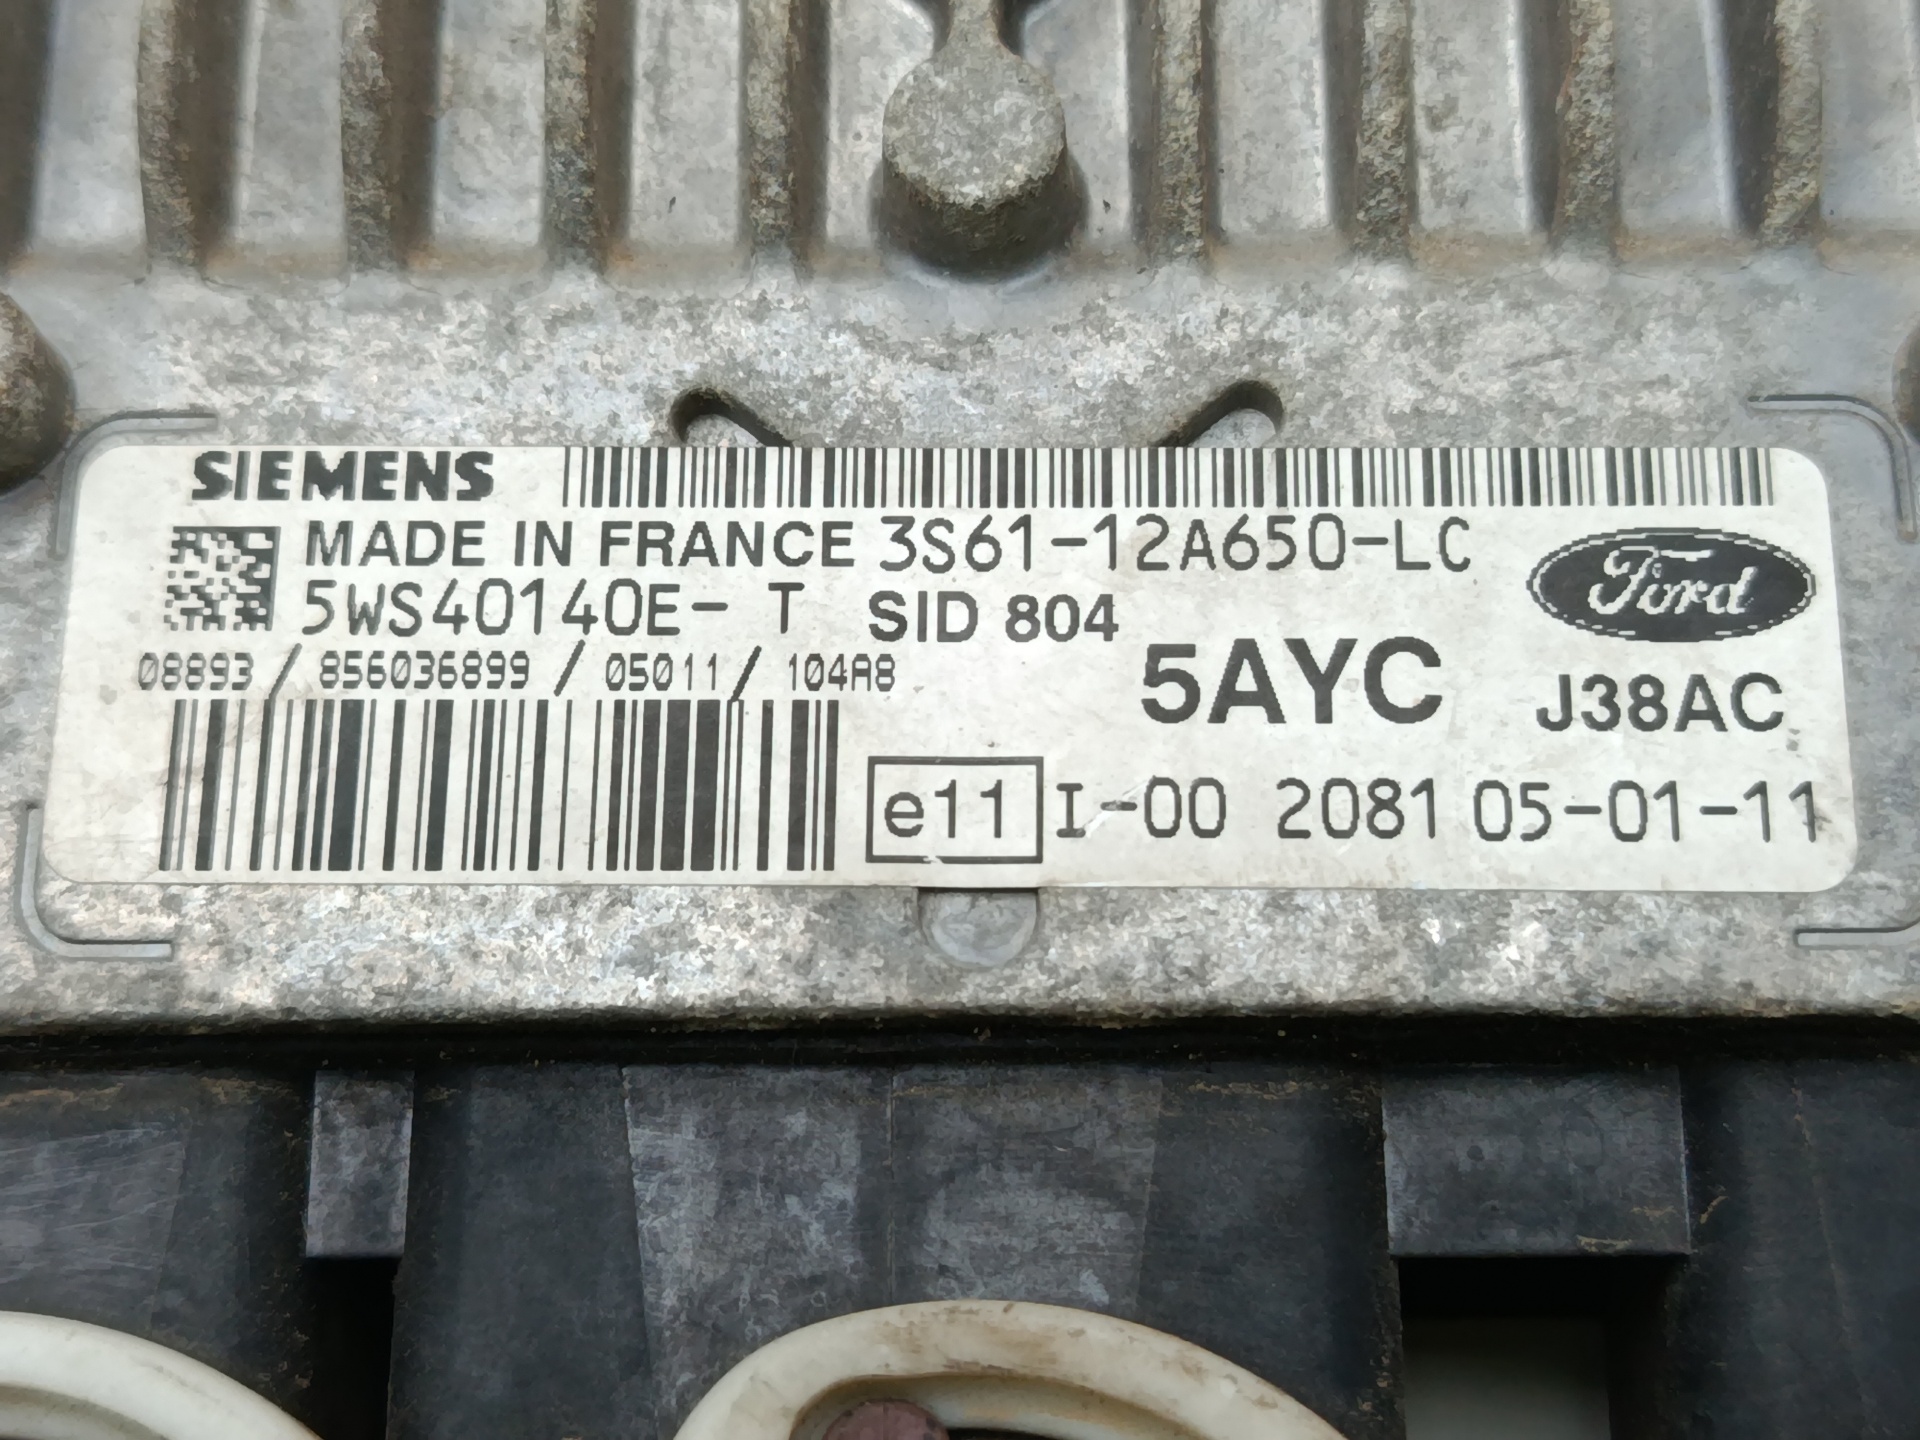 SIEMENS
MADE IN FRANCE 3S61-12A650-LC
Ford
5WS40140E- T SID 804
08893 / 856036899 / 05011 / 104A8
5AYC J38AC
e11 I-00 2081 05-01-11